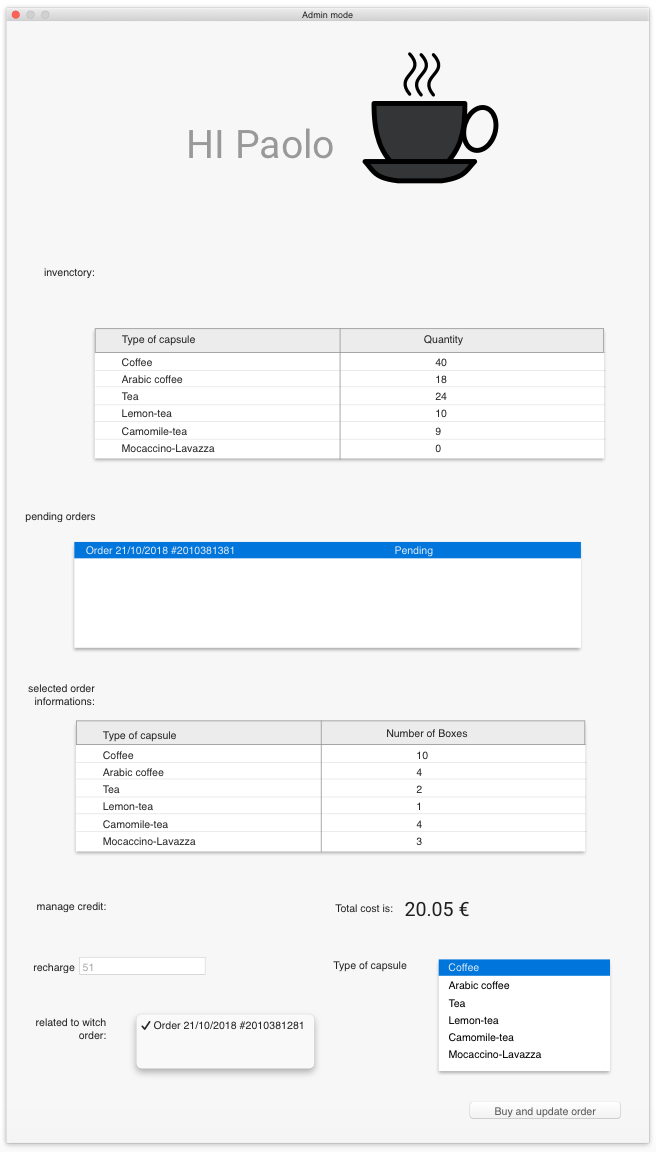 Admin mode
HI Paolo
invenctory:
Type of capsule Quantity
Coffee 40
Arabic coffee 18
Tea 24
Lemon-tea 10
Camomile-tea 9
Mocaccino-Lavazza 0
pending orders
Order 21/10/2018 #2010381381 Pending
selected order
informations:
Type of capsule Number of Boxes
Coffee 10
Arabic coffee 4
Tea 2
Lemon-tea 1
Camomile-tea 4
Mocaccino-Lavazza 3
manage credit:
Total cost is: 20.05 €
recharge 51
related to witch
order:
✓ Order 21/10/2018 #2010381281
Type of capsule
Coffee
Arabic coffee
Tea
Lemon-tea
Camomile-tea
Mocaccino-Lavazza
Buy and update order